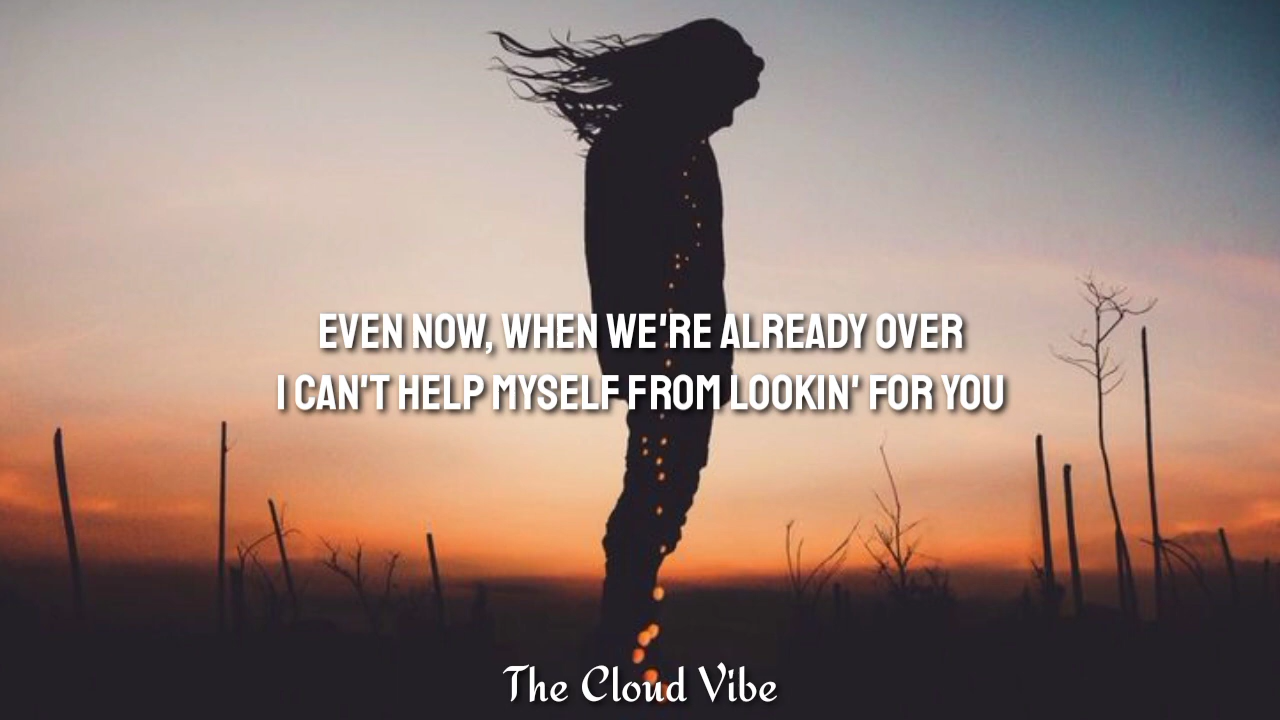 EVEN NOW, WHEN WE'RE ALREADY OVER
I CAN'T HELP MYSELF FROM LOOKIN' FOR YOU
The Cloud Vibe